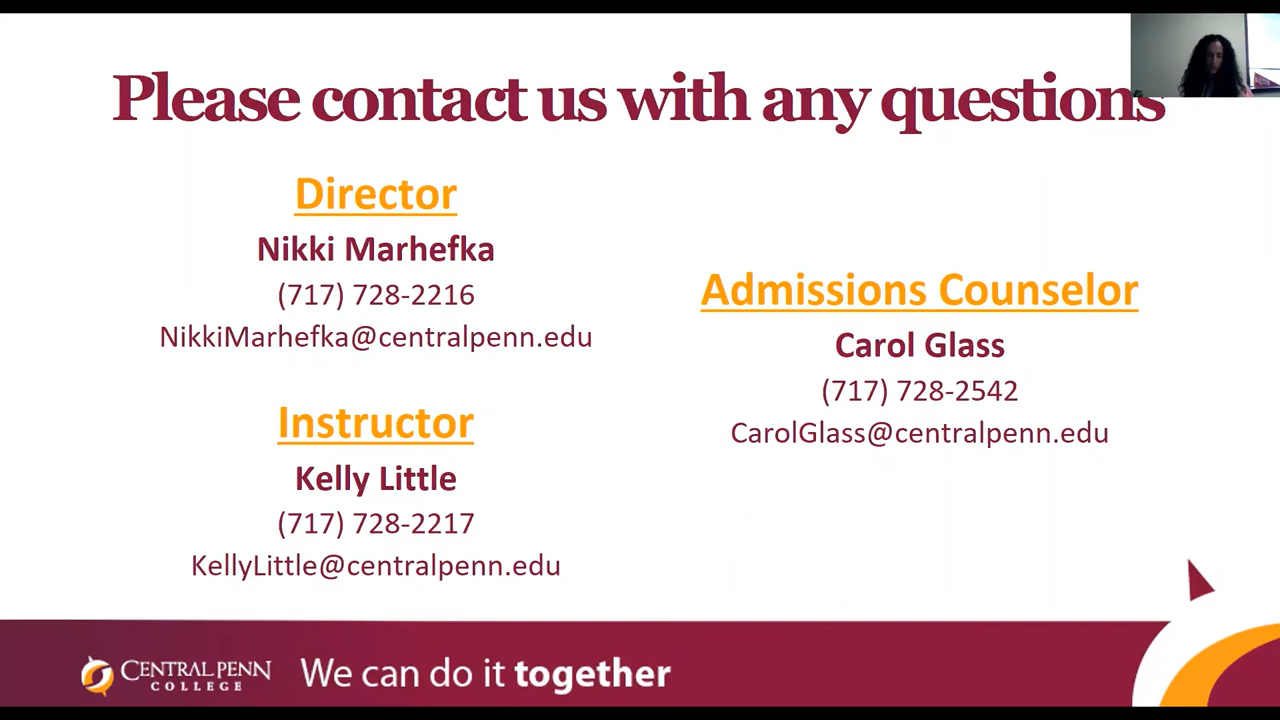 Please contact us with any questions
Director
Nikki Marhefka
(717) 728-2216
NikkiMarhefka@centralpenn.edu
Instructor
Kelly Little
(717) 728-2217
KellyLittle@centralpenn.edu
Admissions Counselor
Carol Glass
(717) 728-2542
CarolGlass@centralpenn.edu
CENTRAL PENN
COLLEGE
We can do it together